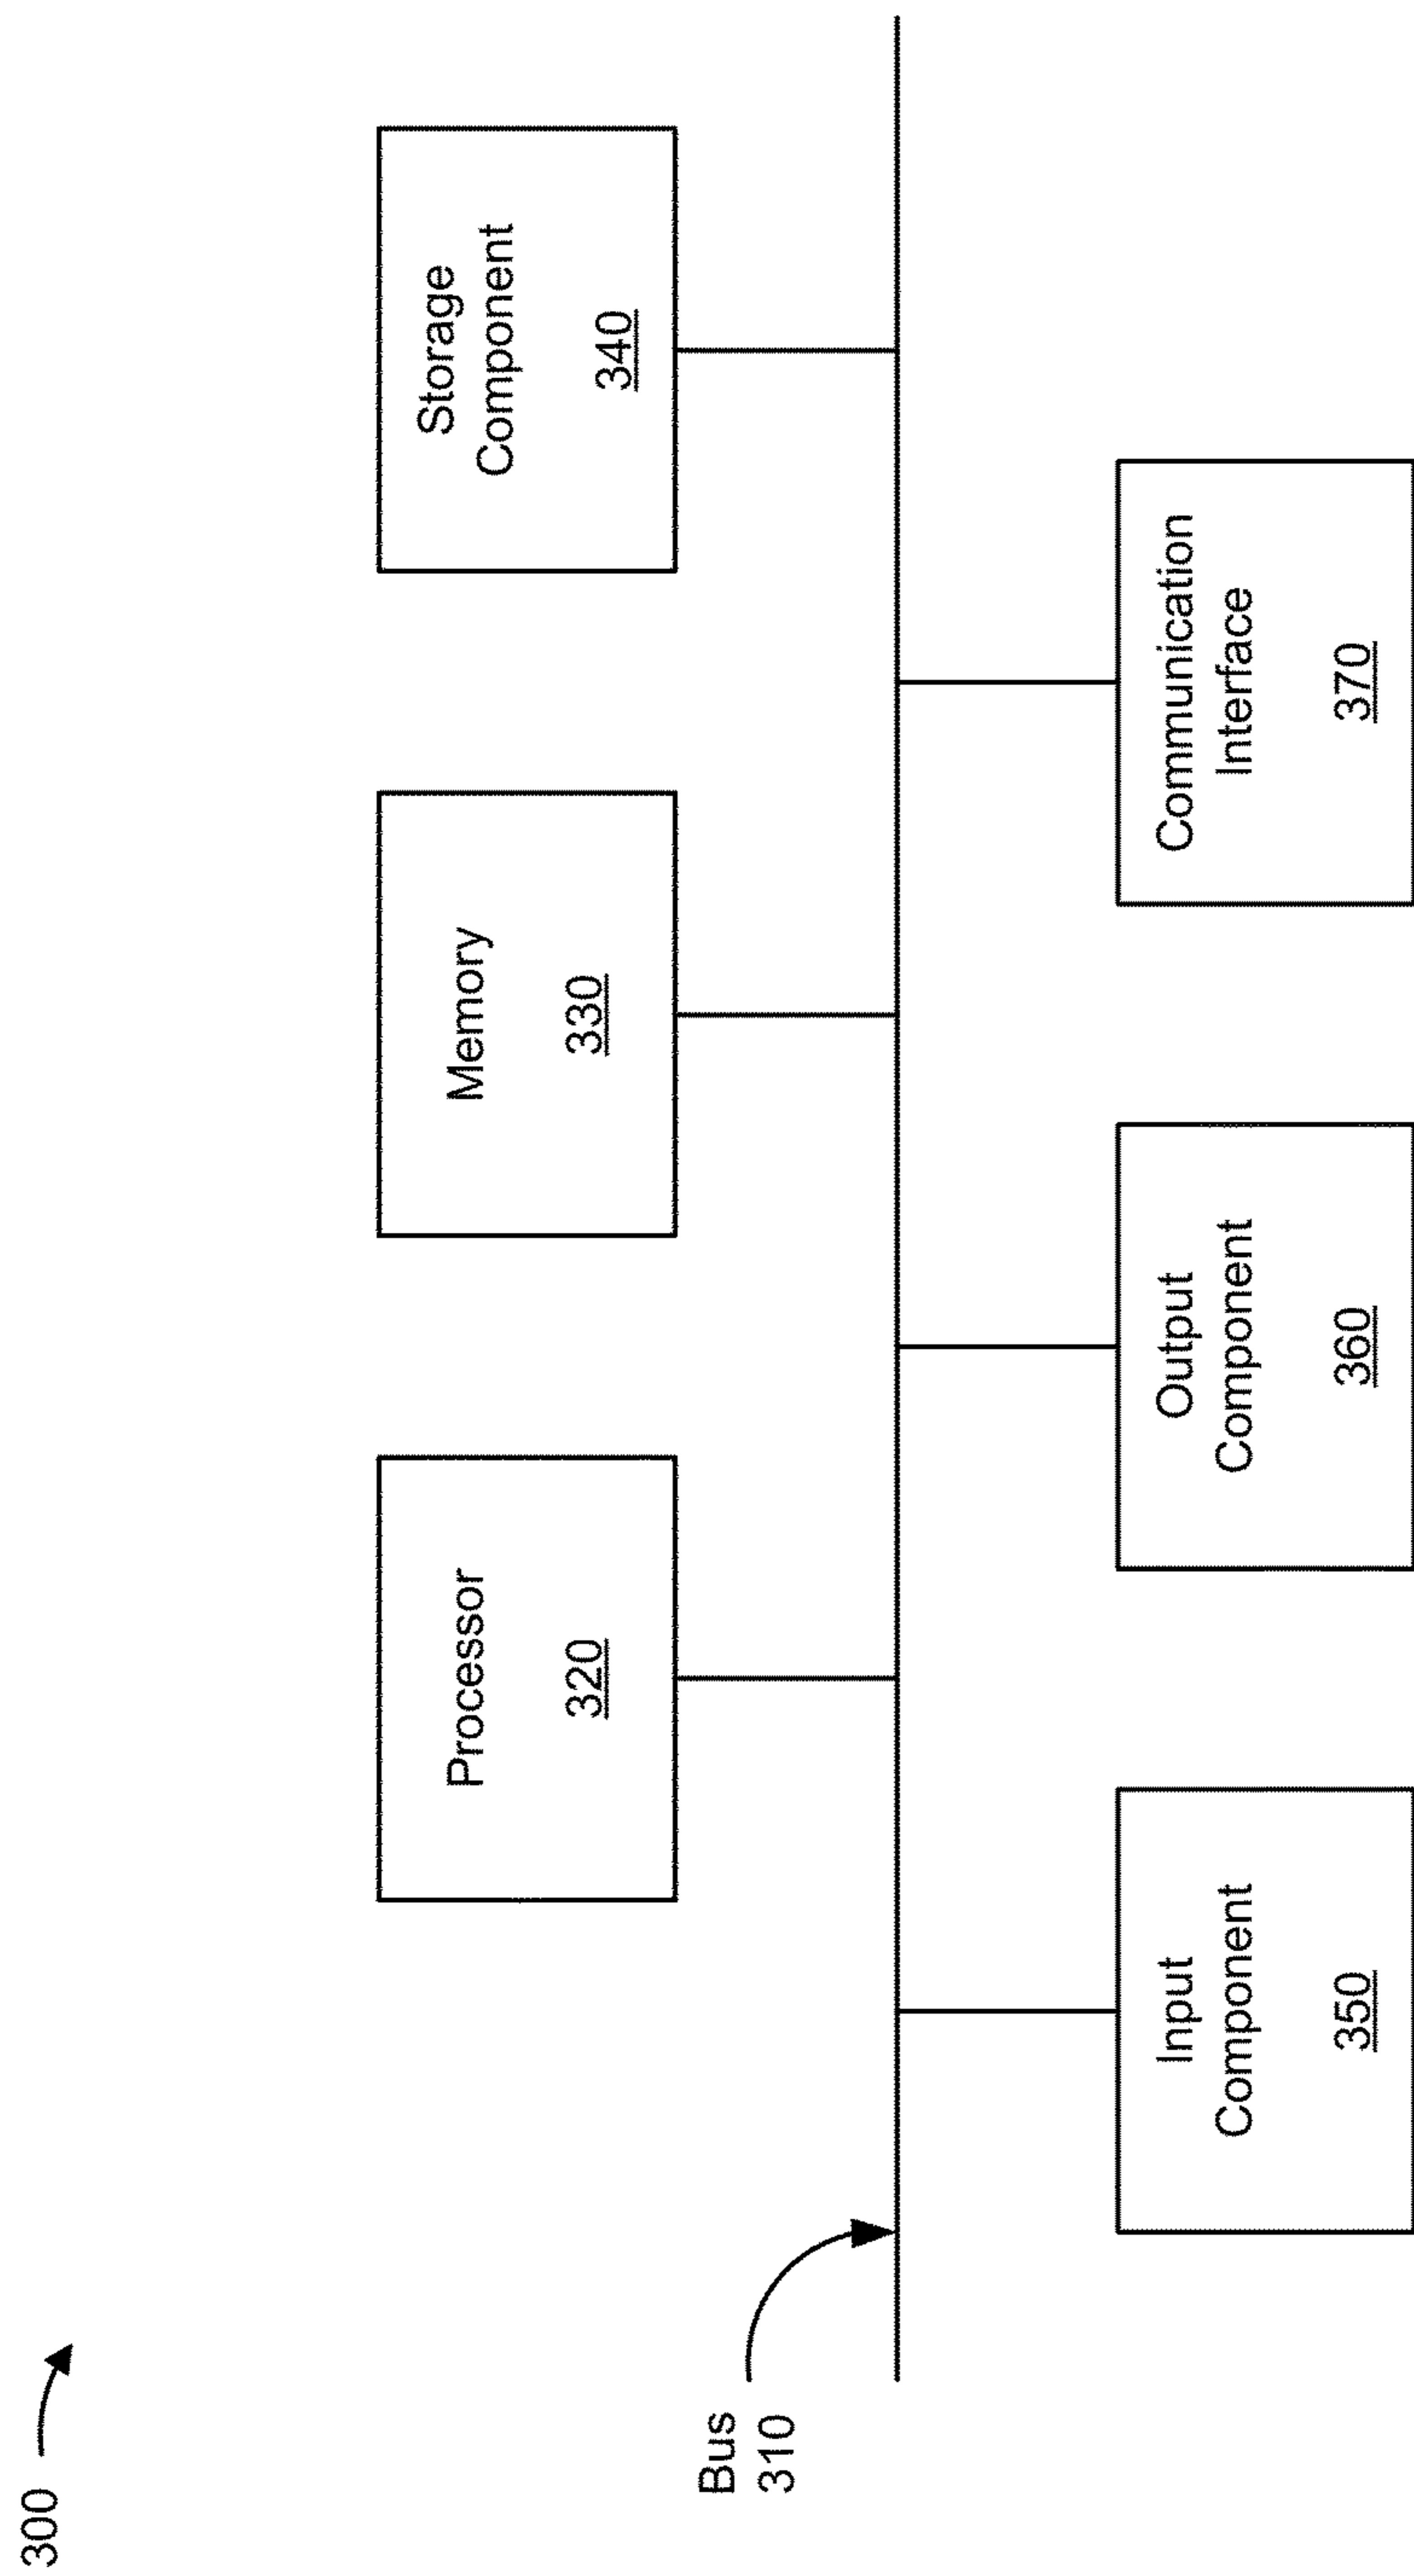 300
Processor
320
Memory
330
Storage
Component
340
Bus
310
Input
Component
350
Output
Component
360
Communication
Interface
370